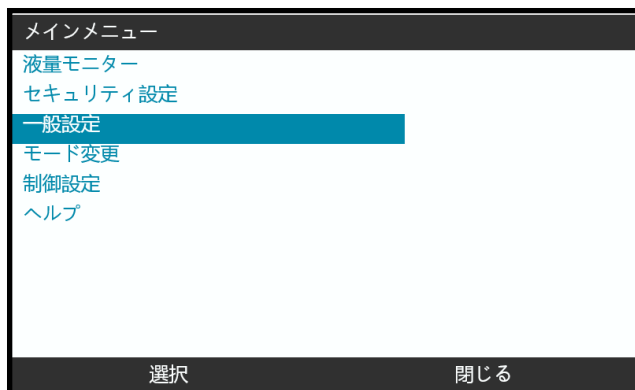 メインメニュー
液量モニター
セキュリティ設定
一般設定
モード変更
制御設定
ヘルプ
選択
閉じる